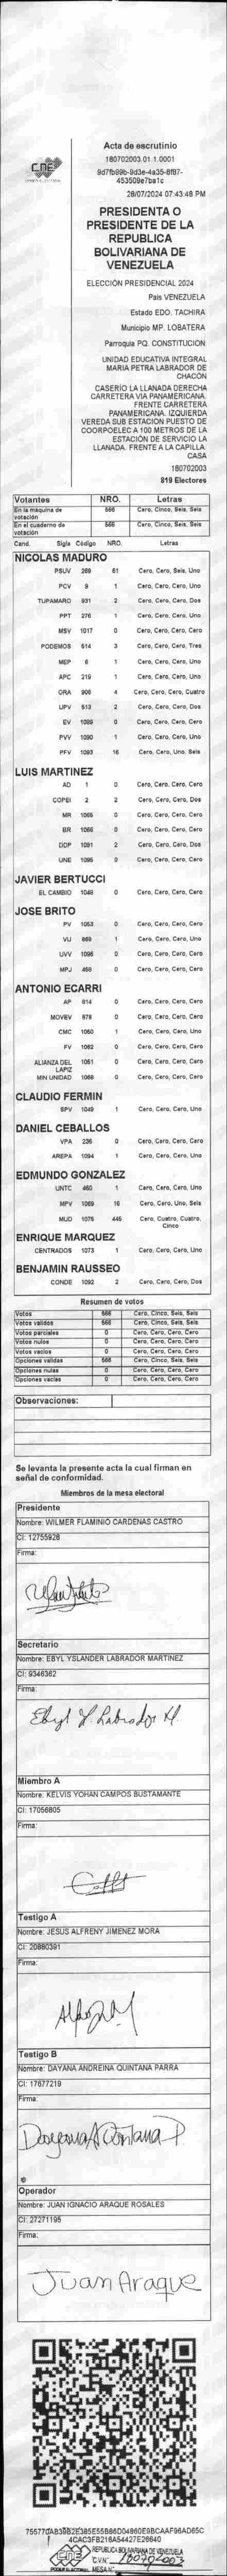 CNE
Acta de escrutinio
180702003.01.1.0001
9d7fb99b-9d3e-4a35-8f87-
453509e7ba1c
28/07/2024 07:43:48 PM
PRESIDENTA O
PRESIDENTE DE LA
REPUBLICA
BOLIVARIANA DE
VENEZUELA
ELECCIÓN PRESIDENCIAL 2024
País VENEZUELA
Estado EDO. TACHIRA
Municipio MP. LOBATERA
Parroquia PQ. CONSTITUCION
UNIDAD EDUCATIVA INTEGRAL
MARIA PETRA LABRADOR DE
CHACÓN
CASERÍO LA LLANADA DERECHA
CARRETERA VIA PANAMERICANA.
FRENTE CARRETERA
PANAMERICANA. IZQUIERDA
VEREDA SUB ESTACION PUESTO DE
COORPOELEC A 100 METROS DE LA
ESTACIÓN DE SERVICIO LA
LLANADA. FRENTE A LA CAPILLA.
CASA
180702003
819 Electores
Votantes NRO. Letras
En la máquina de votación 566 Cero, Cinco, Seis, Seis
En el cuaderno de votación 566 Cero, Cinco, Seis, Seis
Cand. Sigla Código NRO. Letras
NICOLAS MADURO
PSUV 269 61 Cero, Cero, Seis, Uno
PCV 9 1 Cero, Cero, Cero, Uno
TUPAMARO 931 2 Cero, Cero, Cero, Dos
PPT 276 1 Cero, Cero, Cero, Uno
MSV 1017 0 Cero, Cero, Cero, Cero
PODEMOS 514 3 Cero, Cero, Cero, Tres
MEP 6 1 Cero, Cero, Cero, Uno
APC 219 1 Cero, Cero, Cero, Uno
ORA 906 4 Cero, Cero, Cero, Cuatro
UPV 513 2 Cero, Cero, Cero, Dos
EV 1089 0 Cero, Cero, Cero, Cero
PVV 1090 1 Cero, Cero, Cero, Uno
PFV 1093 16 Cero, Cero, Uno, Seis
LUIS MARTINEZ
AD 1 0 Cero, Cero, Cero, Cero
COPEI 2 2 Cero, Cero, Cero, Dos
MR 1065 0 Cero, Cero, Cero, Cero
BR 1066 0 Cero, Cero, Cero, Cero
DDP 1091 2 Cero, Cero, Cero, Dos
UNE 1095 0 Cero, Cero, Cero, Cero
JAVIER BERTUCCI
EL CAMBIO 1048 0 Cero, Cero, Cero, Cero
JOSE BRITO
PV 1053 0 Cero, Cero, Cero, Cero
VU 869 1 Cero, Cero, Cero, Uno
UVV 1096 0 Cero, Cero, Cero, Cero
MPJ 458 0 Cero, Cero, Cero, Cero
ANTONIO ECARRI
AP 814 0 Cero, Cero, Cero, Cero
MOVEV 878 0 Cero, Cero, Cero, Cero
CMC 1050 1 Cero, Cero, Cero, Uno
FV 1062 0 Cero, Cero, Cero, Cero
ALIANZA DEL LAPIZ 1051 0 Cero, Cero, Cero, Cero
MIN UNIDAD 1068 0 Cero, Cero, Cero, Cero
CLAUDIO FERMIN
SPV 1049 1 Cero, Cero, Cero, Uno
DANIEL CEBALLOS
VPA 236 0 Cero, Cero, Cero, Cero
AREPA 1094 1 Cero, Cero, Cero, Uno
EDMUNDO GONZALEZ
UNTC 460 1 Cero, Cero, Cero, Uno
MPV 1069 16 Cero, Cero, Uno, Seis
MUD 1075 445 Cero, Cuatro, Cuatro, Cinco
ENRIQUE MARQUEZ
CENTRADOS 1073 1 Cero, Cero, Cero, Uno
BENJAMIN RAUSSEO
CONDE 1092 2 Cero, Cero, Cero, Dos
Resumen de votos
Votos 566 Cero, Cinco, Seis, Seis
Votos validos 566 Cero, Cinco, Seis, Seis
Votos parciales 0 Cero, Cero, Cero, Cero
Votos nulos 0 Cero, Cero, Cero, Cero
Votos vacíos 0 Cero, Cero, Cero, Cero
Opciones validas 566 Cero, Cinco, Seis, Seis
Opciones nulas 0 Cero, Cero, Cero, Cero
Opciones vacías 0 Cero, Cero, Cero, Cero
Observaciones:
Se levanta la presente acta la cual firman en
señal de conformidad.
Miembros de la mesa electoral
Presidente
Nombre: WILMER FLAMINIO CARDENAS CASTRO
CI: 12755928
Firma:
Secretario
Nombre: EBYL YSLANDER LABRADOR MARTINEZ
CI: 9346362
Firma:
Ebyl Y. Labrador M.
Miembro A
Nombre: KELVIS YOHAN CAMPOS BUSTAMANTE
CI: 17056805
Firma:
Testigo A
Nombre: JESUS ALFRENY JIMENEZ MORA
CI: 20880391
Firma:
Testigo B
Nombre: DAYANA ANDREINA QUINTANA PARRA
CI: 17677219
Firma:
Dayana A Quintana P
Operador
Nombre: JUAN IGNACIO ARAQUE ROSALES
CI: 27271195
Firma:
Juan Araque
75577DAB39B2E385E55B86D04860E9BCAAF96AD65C
4CAC3FB216A54427E26640
CNE REPUBLICA BOLIVARIANA DE VENEZUELA
C.V.N° 180702003
PODER ELECTORAL MESA N°